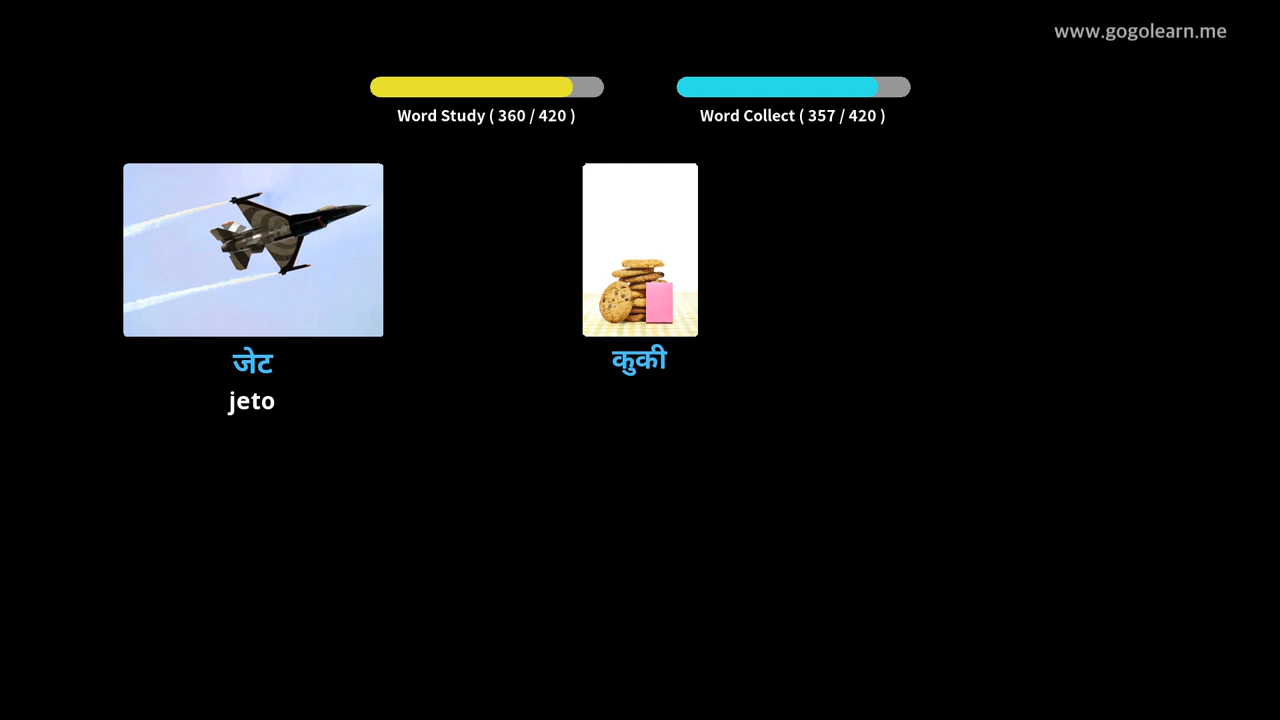 www.gogolearn.me
Word Study ( 360 / 420 )
Word Collect ( 357 / 420 )
जेट
jeto
कुकी